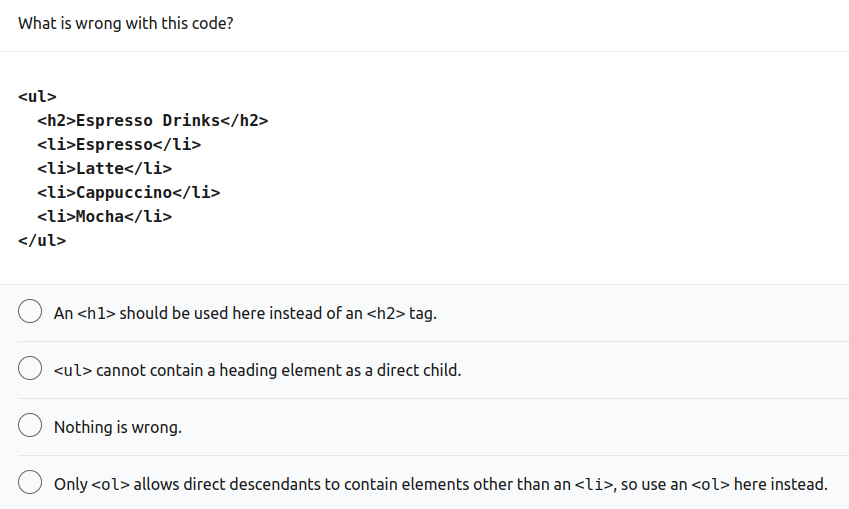 What is wrong with this code?
<ul>
  <h2>Espresso Drinks</h2>
  <li>Espresso</li>
  <li>Latte</li>
  <li>Cappuccino</li>
  <li>Mocha</li>
</ul>
An <h1> should be used here instead of an <h2> tag.
<ul> cannot contain a heading element as a direct child.
Nothing is wrong.
Only <ol> allows direct descendants to contain elements other than an <li>, so use an <ol> here instead.